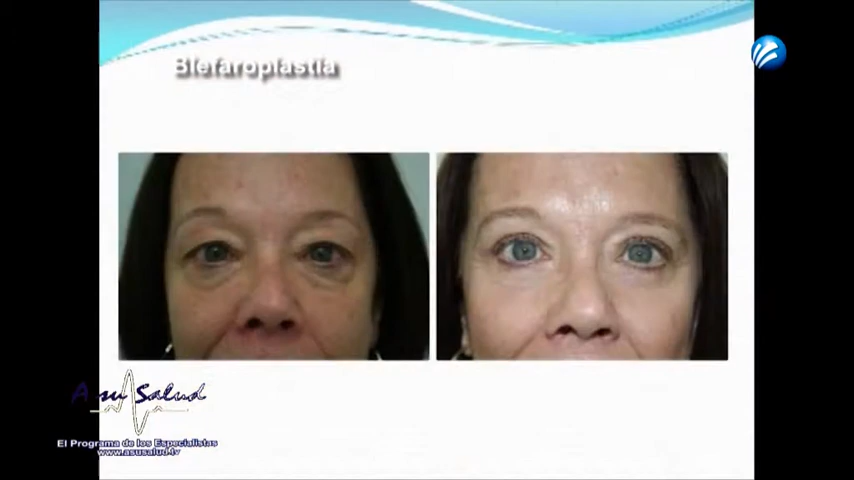 Blefaroplastia
A su Salud
El Programa de los Especialistas
www.asusalud.tv